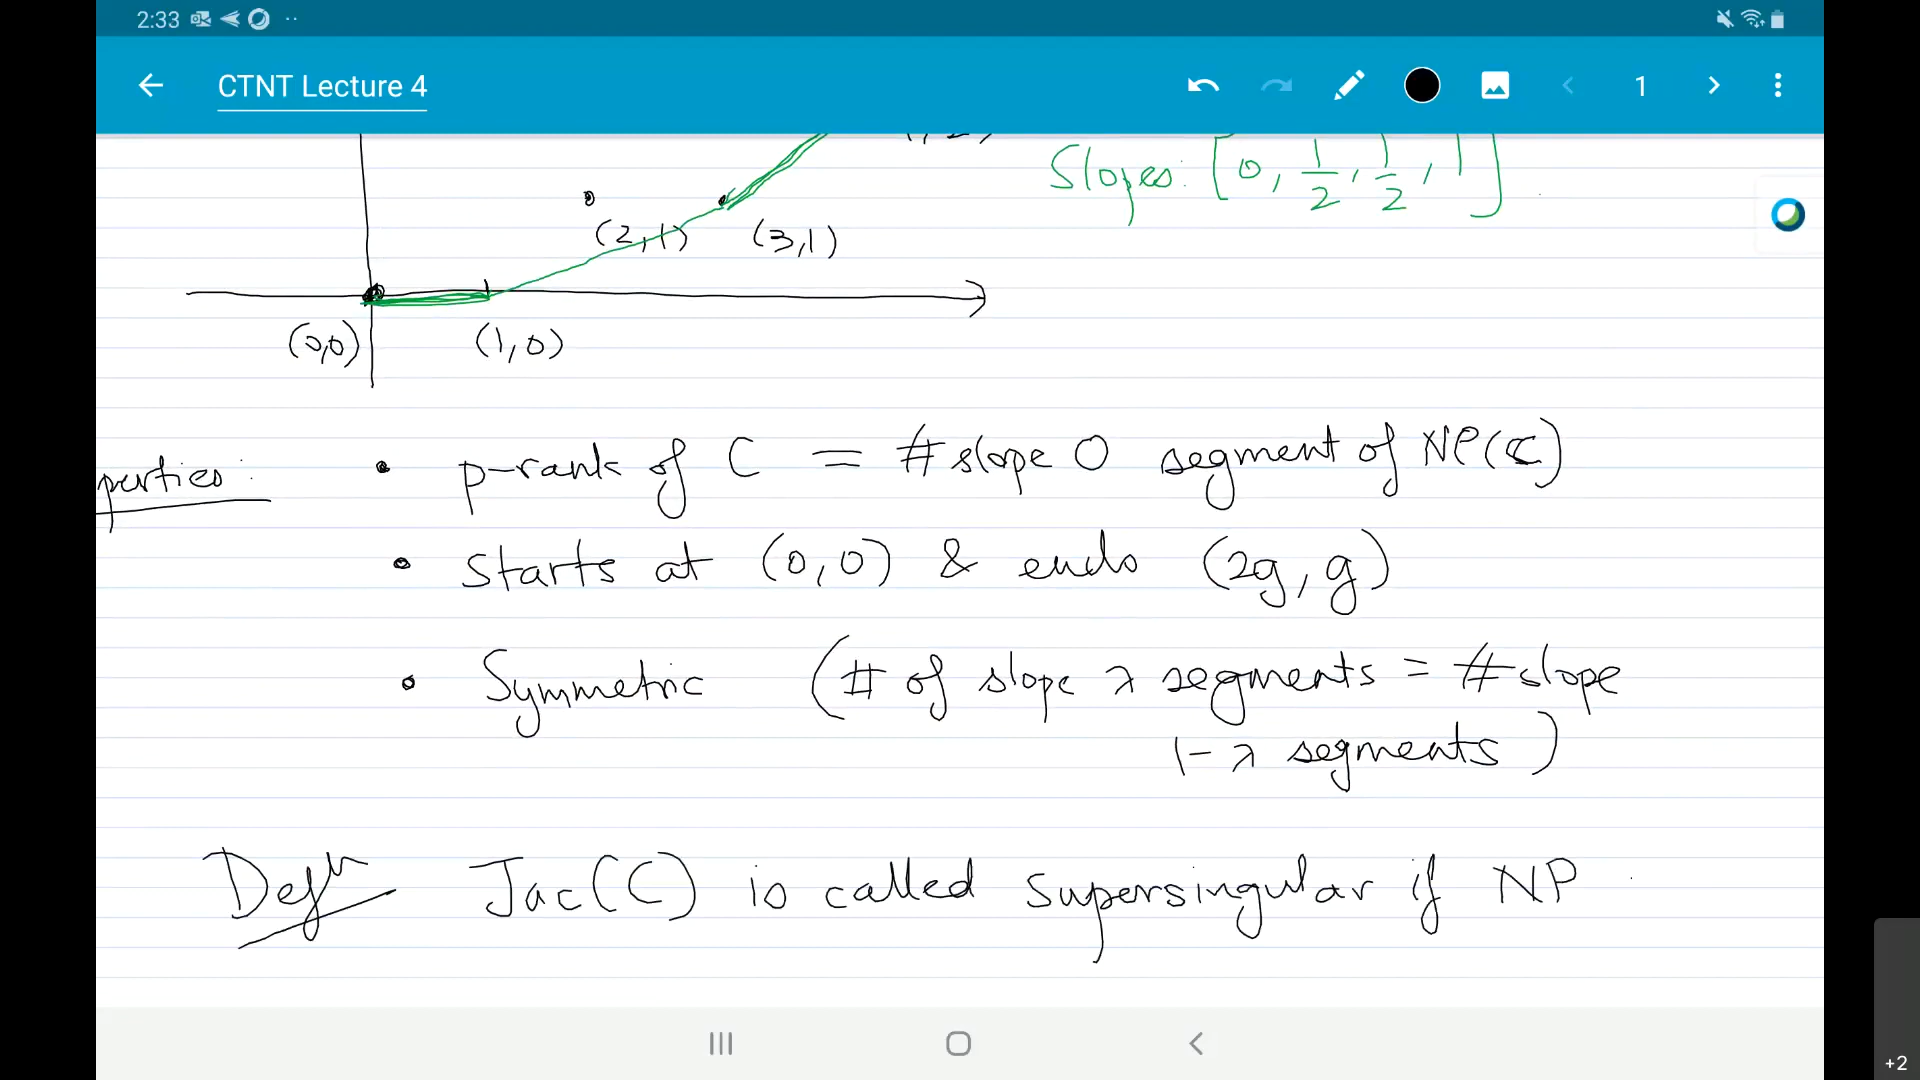 2:33
CTNT Lecture 4
1
Slopes: [0, 1/2, 1/2, 1]
(2,1) (3,1)
(0,0) (1,0)
perties: • p-rank of C = # slope 0 segment of NP(C)
• starts at (0,0) & ends (2g, g)
• Symmetric (# of slope λ segments = # slope
1-λ segments)
Defn Jac(C) is called supersingular if NP
+2